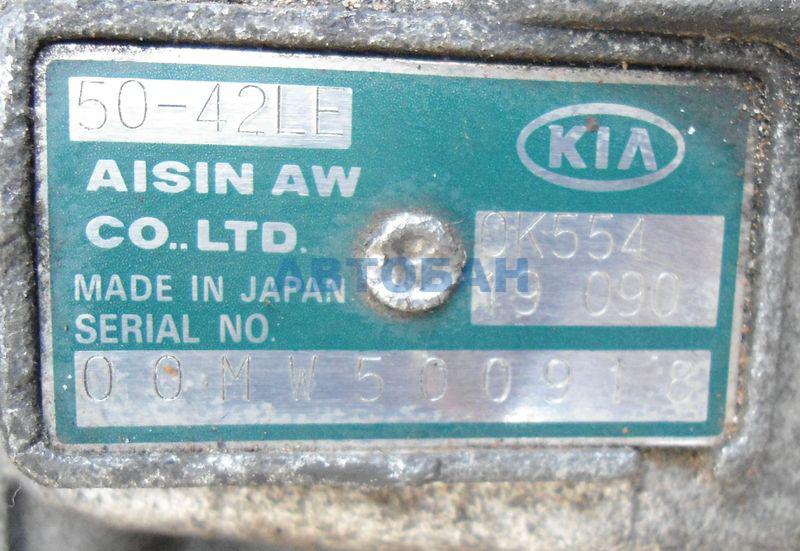 50-42LE
KIA
AISIN AW
CO., LTD.
0K554
19 090
MADE IN JAPAN
SERIAL NO.
00MW500918
АВТОБАН